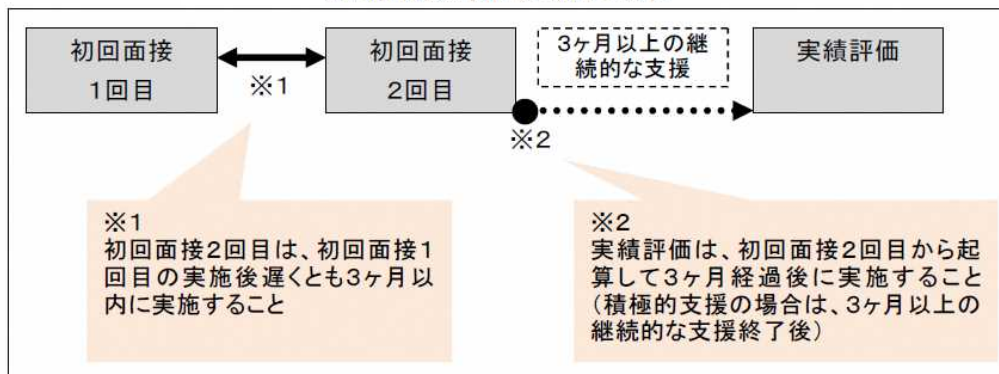 初回面接
1回目
※1
初回面接
2回目
※2
3ヶ月以上の継
続的な支援
実績評価
※1
初回面接2回目は、初回面接1
回目の実施後遅くとも3ヶ月以
内に実施すること
※2
実績評価は、初回面接2回目から起
算して3ヶ月経過後に実施すること
(積極的支援の場合は、3ヶ月以上の
継続的な支援終了後)